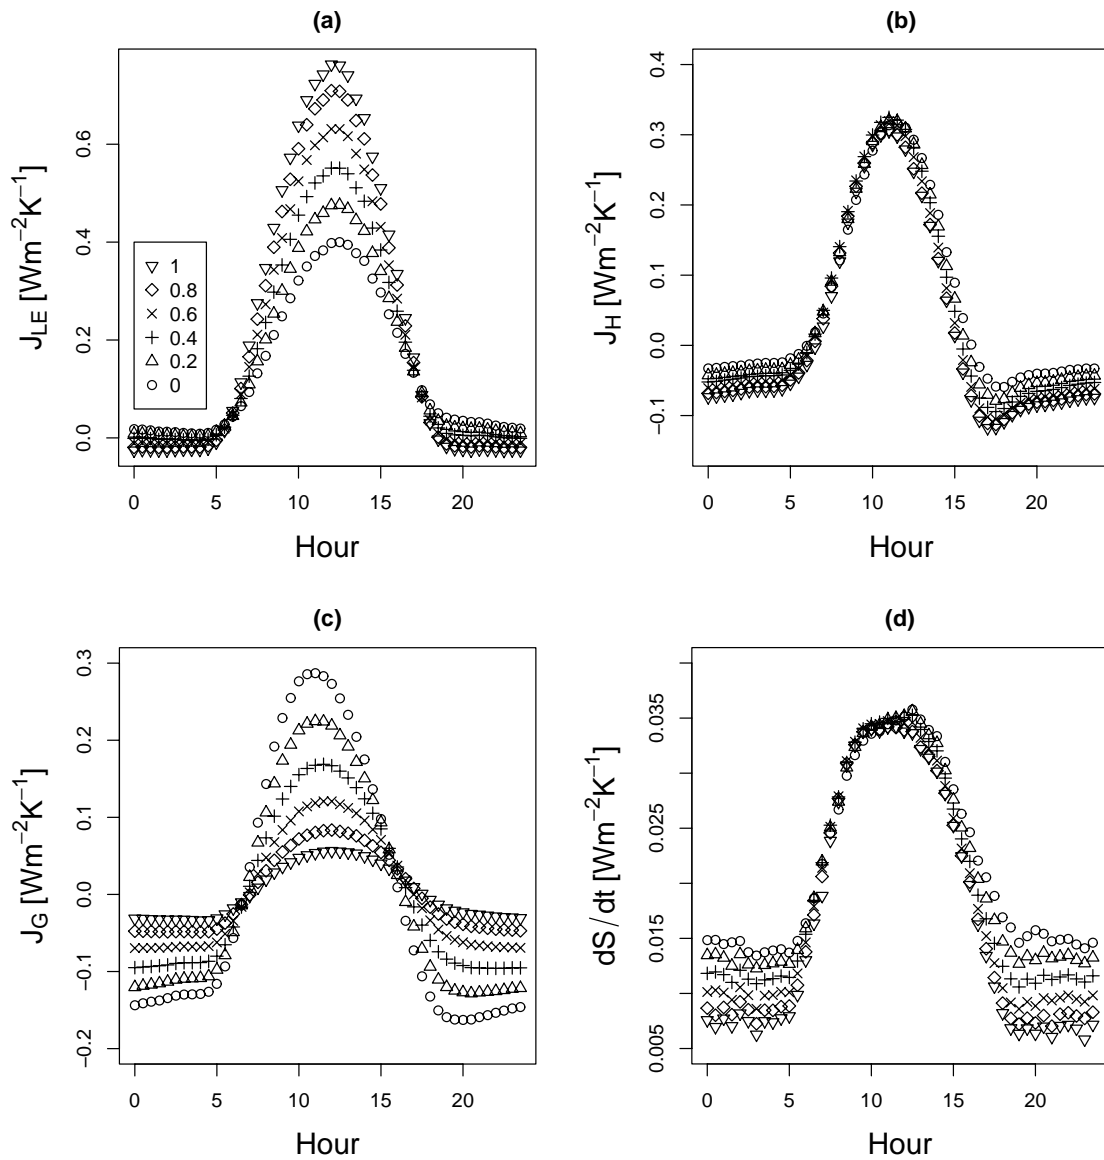 (a)
J_LE [Wm⁻²K⁻¹]
0.6
0.4
0.2
0.0
1
0.8
0.6
0.4
0.2
0
0 5 10 15 20
Hour
(b)
J_H [Wm⁻²K⁻¹]
0.4
0.3
0.2
0.1
0.0
−0.1
0 5 10 15 20
Hour
(c)
J_G [Wm⁻²K⁻¹]
0.3
0.2
0.1
0.0
−0.1
−0.2
0 5 10 15 20
Hour
(d)
dS/dt [Wm⁻²K⁻¹]
0.035
0.025
0.015
0.005
0 5 10 15 20
Hour